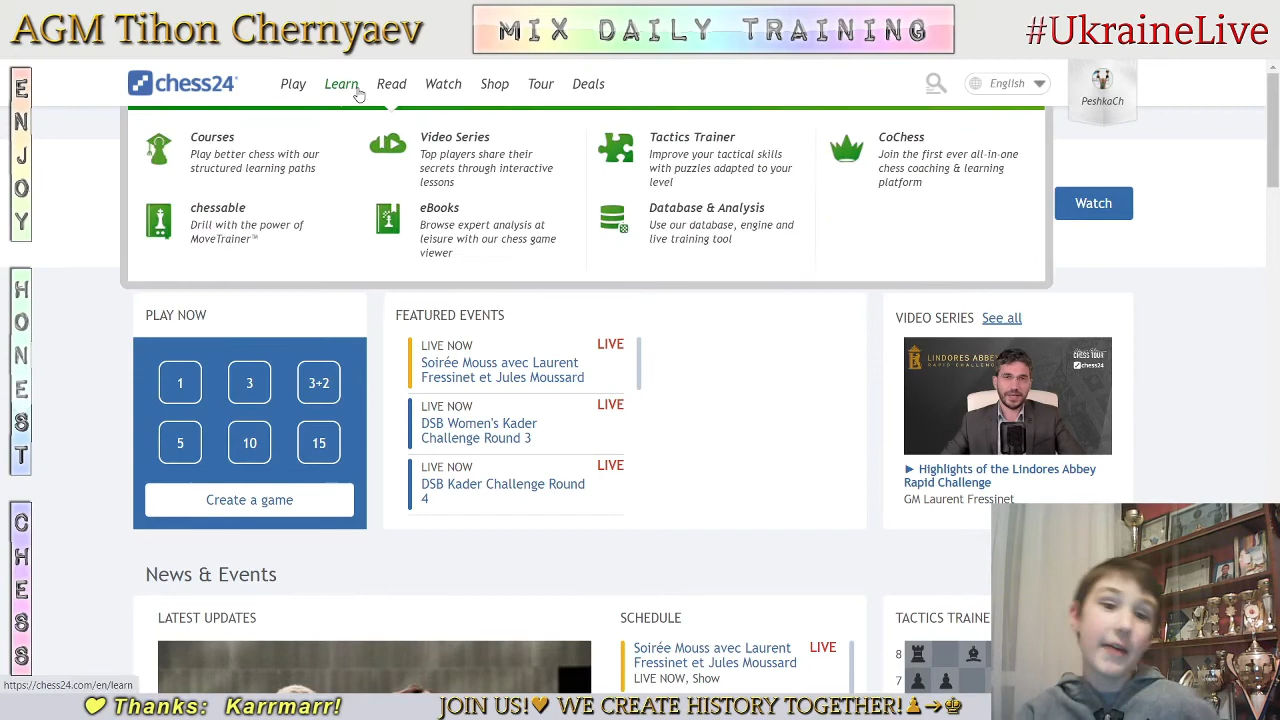 AGM Tihon Chernyaev
MIX DAILY TRAINING
#UkraineLive
ENJOY
HONEST
CHESS
chess24
Play Learn Read Watch Shop Tour Deals
English
PeshkaCh
Courses
Play better chess with our
structured learning paths
Video Series
Top players share their
secrets through interactive
lessons
Tactics Trainer
Improve your tactical skills
with puzzles adapted to your
level
CoChess
Join the first ever all-in-one
chess coaching & learning
platform
chessable
Drill with the power of
MoveTrainer™
eBooks
Browse expert analysis at
leisure with our chess game
viewer
Database & Analysis
Use our database, engine and
live training tool
Watch
PLAY NOW
1 3 3+2
5 10 15
Create a game
FEATURED EVENTS
LIVE NOW LIVE
Soirée Mouss avec Laurent
Fressinet et Jules Moussard
LIVE NOW LIVE
DSB Women's Kader
Challenge Round 3
LIVE NOW LIVE
DSB Kader Challenge Round
4
VIDEO SERIES See all
LINDORES ABBEY
RAPID CHALLENGE
CHESS TOUR
chess24
► Highlights of the Lindores Abbey
Rapid Challenge
GM Laurent Fressinet
News & Events
LATEST UPDATES
SCHEDULE
Soirée Mouss avec Laurent LIVE
Fressinet et Jules Moussard
LIVE NOW, Show
TACTICS TRAINE
8
7
https://chess24.com/en/learn
Thanks: Karrmarr!
JOIN US!♥ WE CREATE HISTORY TOGETHER!♟→♔